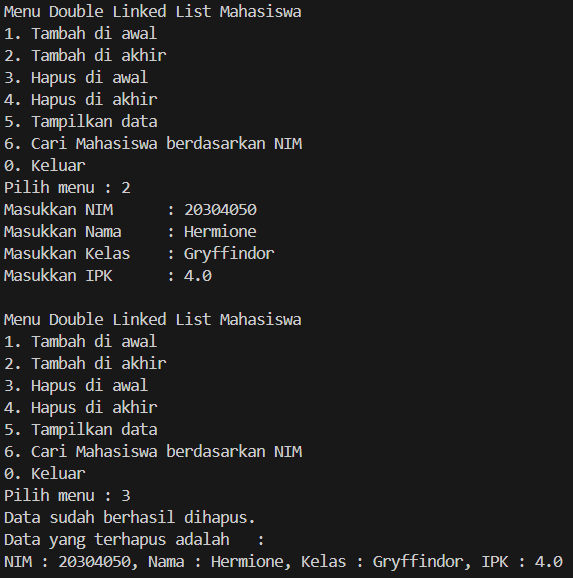 Menu Double Linked List Mahasiswa
1. Tambah di awal
2. Tambah di akhir
3. Hapus di awal
4. Hapus di akhir
5. Tampilkan data
6. Cari Mahasiswa berdasarkan NIM
0. Keluar
Pilih menu : 2
Masukkan NIM      : 20304050
Masukkan Nama     : Hermione
Masukkan Kelas    : Gryffindor
Masukkan IPK      : 4.0

Menu Double Linked List Mahasiswa
1. Tambah di awal
2. Tambah di akhir
3. Hapus di awal
4. Hapus di akhir
5. Tampilkan data
6. Cari Mahasiswa berdasarkan NIM
0. Keluar
Pilih menu : 3
Data sudah berhasil dihapus.
Data yang terhapus adalah   :
NIM : 20304050, Nama : Hermione, Kelas : Gryffindor, IPK : 4.0